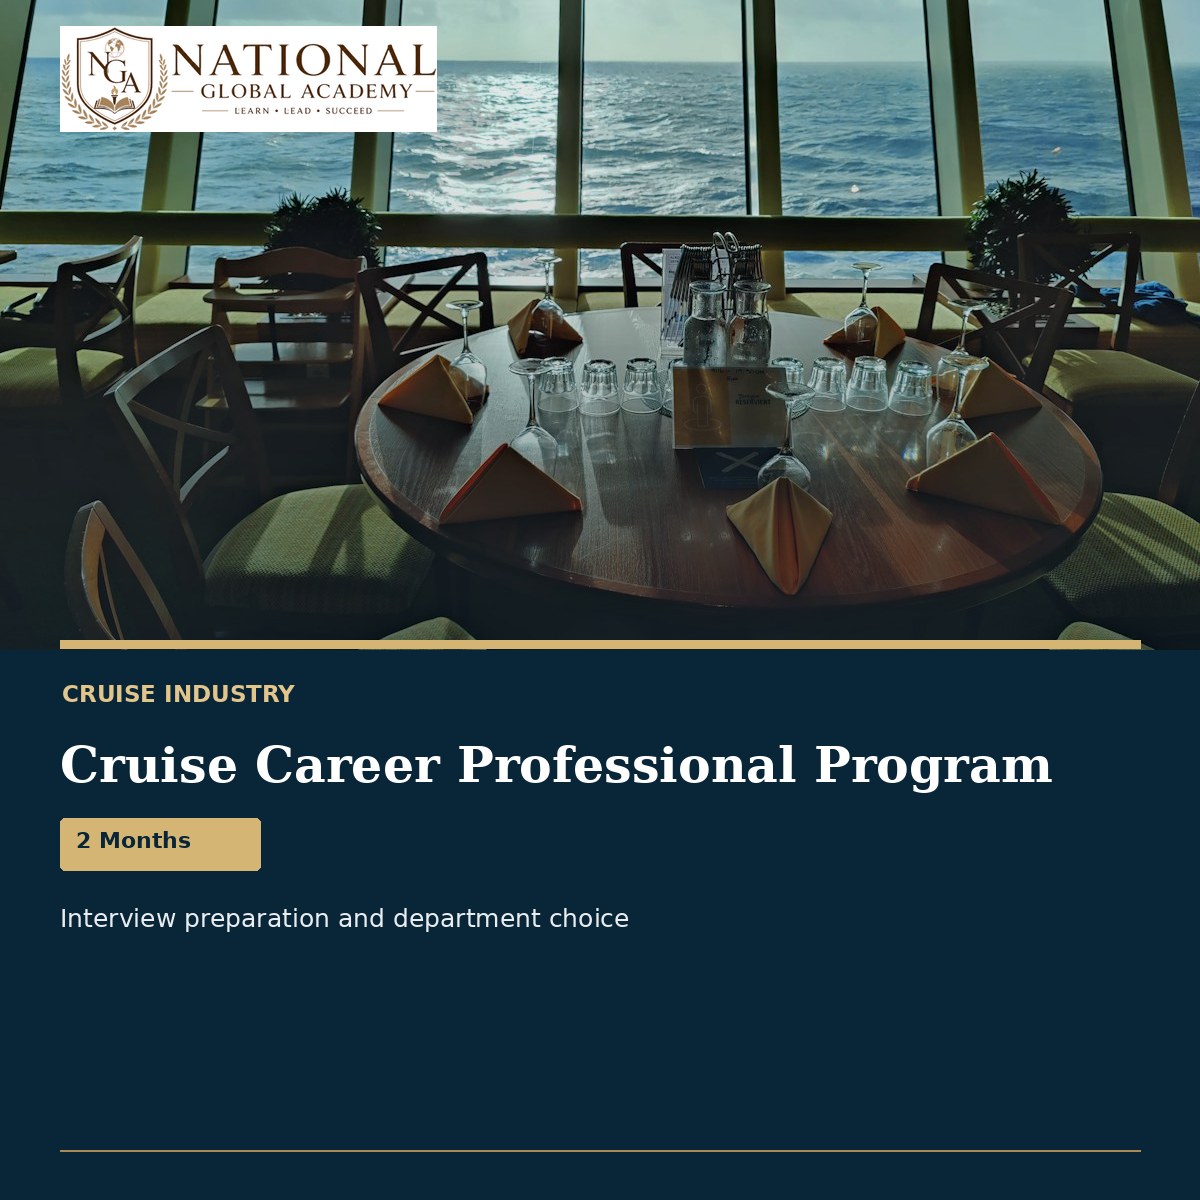 NGA
NATIONAL
GLOBAL ACADEMY
LEARN • LEAD • SUCCEED
CRUISE INDUSTRY
Cruise Career Professional Program
2 Months
Interview preparation and department choice